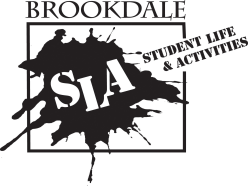 BROOKDALE
SLA
STUDENT LIFE
& ACTIVITIES